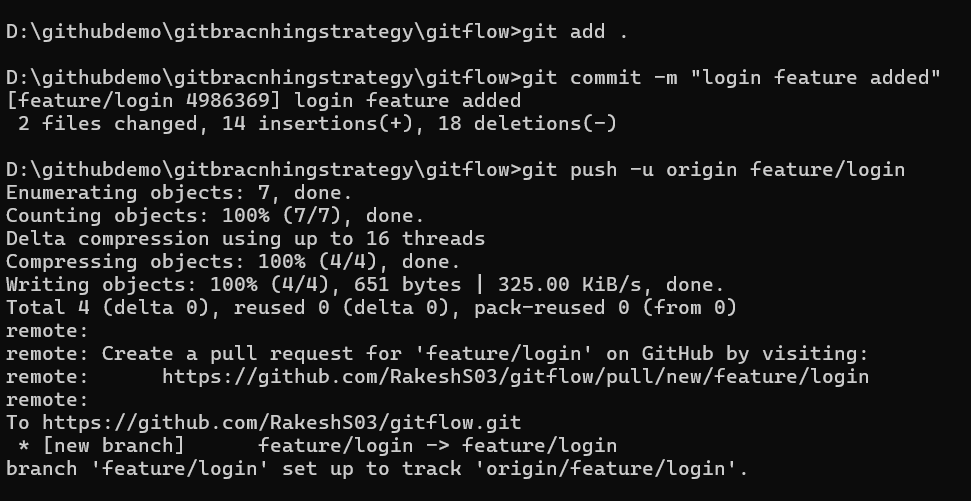 D:\githubdemo\gitbracnhingstrategy\gitflow>git add .
D:\githubdemo\gitbracnhingstrategy\gitflow>git commit -m "login feature added"
[feature/login 4986369] login feature added
 2 files changed, 14 insertions(+), 18 deletions(-)
D:\githubdemo\gitbracnhingstrategy\gitflow>git push -u origin feature/login
Enumerating objects: 7, done.
Counting objects: 100% (7/7), done.
Delta compression using up to 16 threads
Compressing objects: 100% (4/4), done.
Writing objects: 100% (4/4), 651 bytes | 325.00 KiB/s, done.
Total 4 (delta 0), reused 0 (delta 0), pack-reused 0 (from 0)
remote:
remote: Create a pull request for 'feature/login' on GitHub by visiting:
remote:      https://github.com/RakeshS03/gitflow/pull/new/feature/login
remote:
To https://github.com/RakeshS03/gitflow.git
 * [new branch]      feature/login -> feature/login
branch 'feature/login' set up to track 'origin/feature/login'.